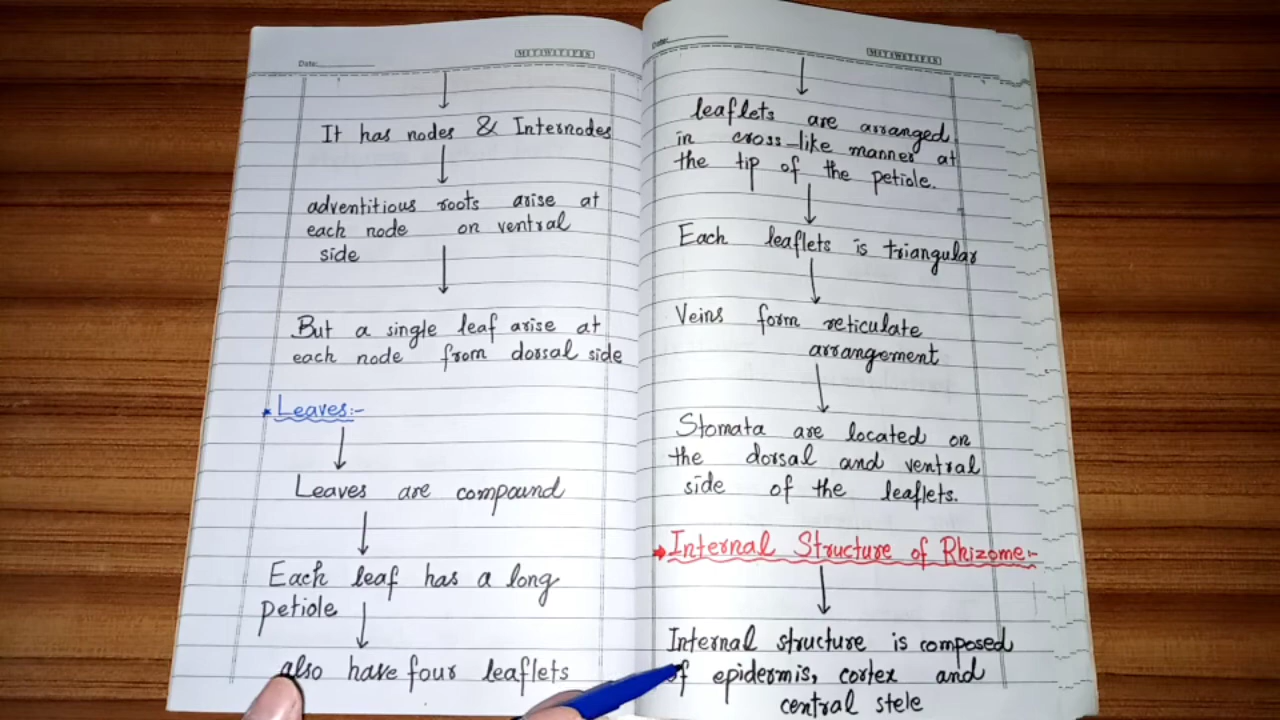 Date:
M T W T F S S
It has nodes & Internodes
adventitious roots arise at
each node on ventral
side
But a single leaf arise at
each node from dorsal side
Leaves:-
Leaves are compound
Each leaf has a long
petiole
also have four leaflets
Date:
M T W T F S S
leaflets are arranged
in cross-like manner at
the tip of the petiole.
Each leaflets is triangular
Veins form reticulate
arrangement
Stomata are located on
the dorsal and ventral
side of the leaflets.
Internal Structure of Rhizome:-
Internal structure is composed
of epidermis, cortex and
central stele